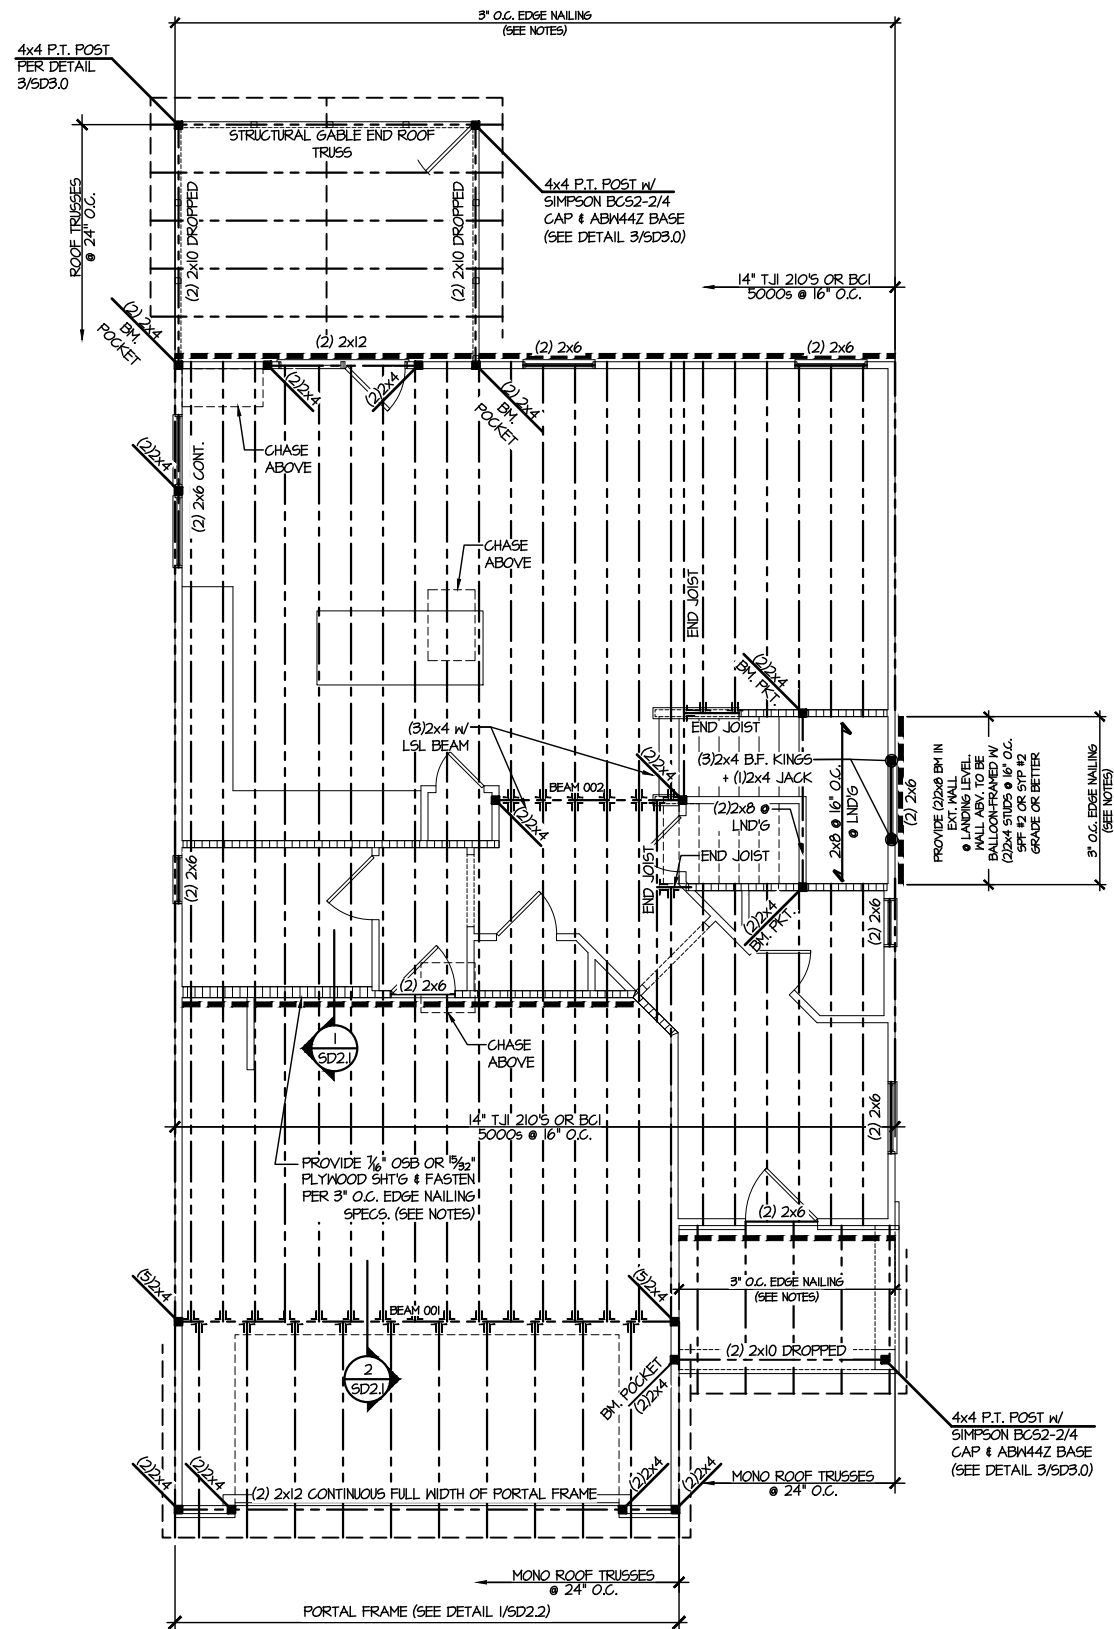 3" O.C. EDGE NAILING
(SEE NOTES)
4x4 P.T. POST
PER DETAIL
3/SD3.0
STRUCTURAL GABLE END ROOF
TRUSS
ROOF TRUSSES
@ 24" O.C.
(2) 2x10 DROPPED
(2) 2x10 DROPPED
4x4 P.T. POST W/
SIMPSON BCS2-2/4
CAP & ABW44Z BASE
(SEE DETAIL 3/SD3.0)
14" TJI 210'S OR BCI
5000s @ 16" O.C.
(2) 2x4
BM.
POCKET
(2) 2x12
(2) 2x6
(2) 2x6
(2)2x4
(2)2x4
(2) 2x4
BM.
POCKET
CHASE
ABOVE
(2)2x4
(2) 2x6 CONT.
CHASE
ABOVE
END JOIST
(2)2x4
BM. PKT.
END JOIST
(3)2x4 W/
LSL BEAM
(2)2x4
(3)2x4 B.F. KINGS
+ (1)2x4 JACK
BEAM 002
(2)2x4
(2)2x8 @
LND'G
2x8 @ 16" O.C.
@ LND'G
(2) 2x6
PROVIDE (2)2x8 BM IN
EXT. WALL
@ LANDING LEVEL.
WALL ABV. TO BE
BALLOON-FRAMED W/
(2)2x4 STUDS @ 16" O.C.
SPF #2 OR SYP #2
GRADE OR BETTER
3" O.C. EDGE NAILING
(SEE NOTES)
(2) 2x6
END JOIST
END JOIST
(2)2x4
BM. PKT.
(2) 2x6
(2) 2x6
1
SD2.1
CHASE
ABOVE
(2) 2x6
14" TJI 210'S OR BCI
5000s @ 16" O.C.
PROVIDE 7/16" OSB OR 15/32"
PLYWOOD SHT'G & FASTEN
PER 3" O.C. EDGE NAILING
SPECS. (SEE NOTES)
(2) 2x6
(5)2x4
(5)2x4
3" O.C. EDGE NAILING
(SEE NOTES)
BEAM 001
(2) 2x10 DROPPED
2
SD2.1
BM. POCKET
(2)2x4
4x4 P.T. POST W/
SIMPSON BCS2-2/4
CAP & ABW44Z BASE
(SEE DETAIL 3/SD3.0)
(2)2x4
(2)2x4
(2)2x4
(2)2x4
(2) 2x12 CONTINUOUS FULL WIDTH OF PORTAL FRAME
MONO ROOF TRUSSES
@ 24" O.C.
MONO ROOF TRUSSES
@ 24" O.C.
PORTAL FRAME (SEE DETAIL 1/SD2.2)